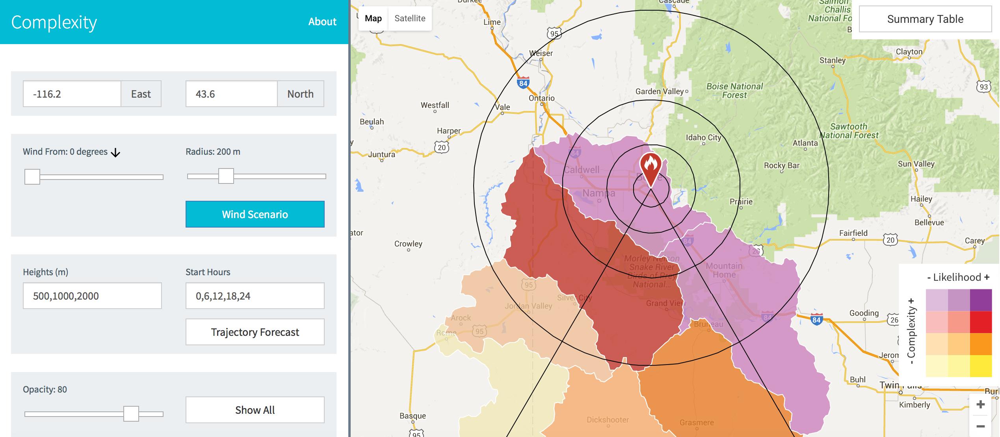 Complexity
About
-116.2 East
43.6 North
Wind From: 0 degrees
Radius: 200 m
Wind Scenario
Heights (m)
Start Hours
500,1000,2000
0,6,12,18,24
Trajectory Forecast
Opacity: 80
Show All
Map Satellite
Summary Table
Durkee
Cascade
Salmon
Challis
National Fo
Lime
95
Weiser
Clayton
Stanley
84
Boise National
Forest
Garden Valley
93
Ontario
Westfall
Vale
Beulah
Harper
Sawtooth
National Forest
Idaho City
Atlanta
20
Juntura
84
Sun Valley
Rocky Bar
Caldwell
Nampa
Prairie
Hailey
Bellevue
ator
Crowley
Fairfield
20
Carey
84
20
Morley Nelson
Snake River
Birds of Prey
National...
Mountain
Home
95
Silver City
Grand View
Jordan Valley
Arock
84
84
Gooding
26
Bruneau
Rome
95
Jerom
Buhl
Twin Falls
Burl
Kimberly
Basque
Dickshooter
Grasmere
95
- Likelihood +
- Complexity +
+
−